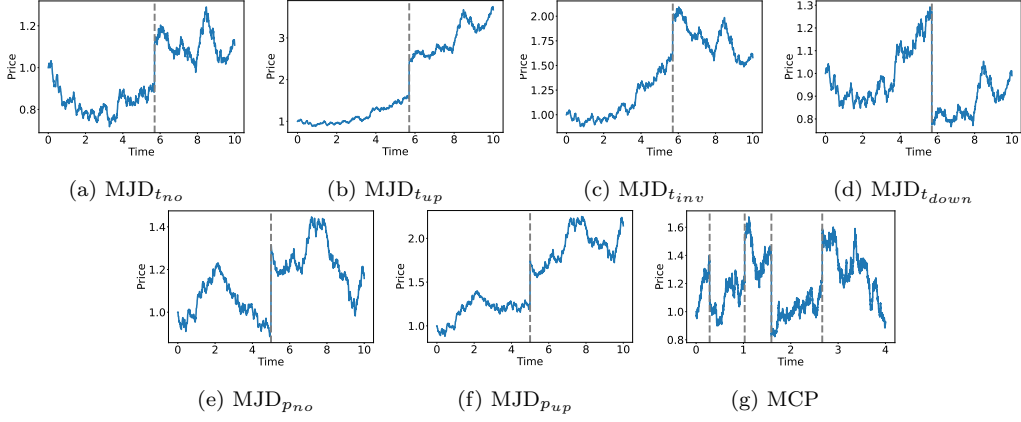 Price
1.2
1.0
0.8
0 2 4 6 8 10
Time
(a) MJD_{t_{no}}
Price
3
2
1
0 2 4 6 8 10
Time
(b) MJD_{t_{up}}
Price
2.00
1.75
1.50
1.25
1.00
0 2 4 6 8 10
Time
(c) MJD_{t_{inv}}
Price
1.3
1.2
1.1
1.0
0.9
0.8
0 2 4 6 8 10
Time
(d) MJD_{t_{down}}
Price
1.4
1.2
1.0
0 2 4 6 8 10
Time
(e) MJD_{p_{no}}
Price
2.0
1.5
1.0
0 2 4 6 8 10
Time
(f) MJD_{p_{up}}
Price
1.6
1.4
1.2
1.0
0.8
0 1 2 3 4
Time
(g) MCP